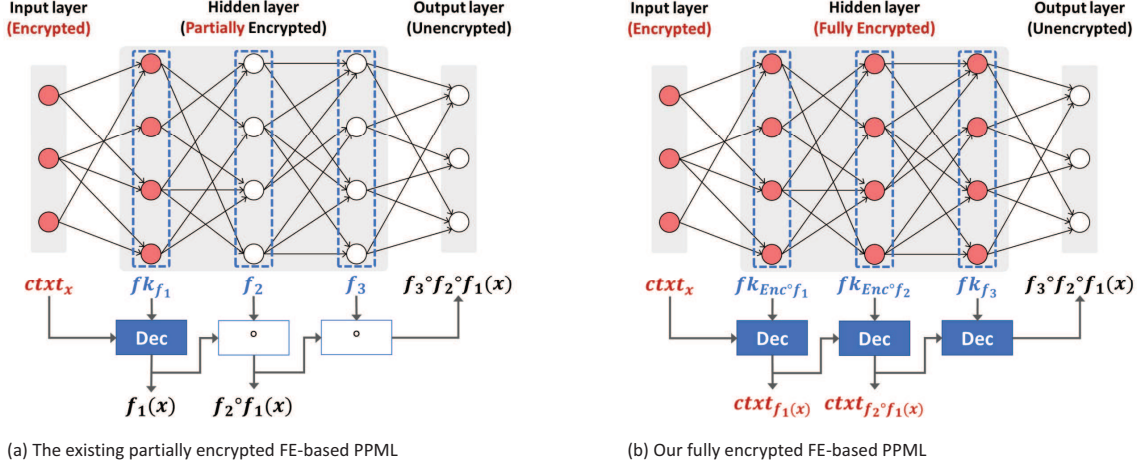 Input layer
(Encrypted)
Hidden layer
(Partially Encrypted)
Output layer
(Unencrypted)
ctxt_x
fk_{f_1}
f_2
f_3
f_3∘f_2∘f_1(x)
Dec
∘
∘
f_1(x)
f_2∘f_1(x)
(a) The existing partially encrypted FE-based PPML
Input layer
(Encrypted)
Hidden layer
(Fully Encrypted)
Output layer
(Unencrypted)
ctxt_x
fk_{Enc∘f_1}
fk_{Enc∘f_2}
fk_{f_3}
f_3∘f_2∘f_1(x)
Dec
Dec
Dec
ctxt_{f_1(x)}
ctxt_{f_2∘f_1(x)}
(b) Our fully encrypted FE-based PPML